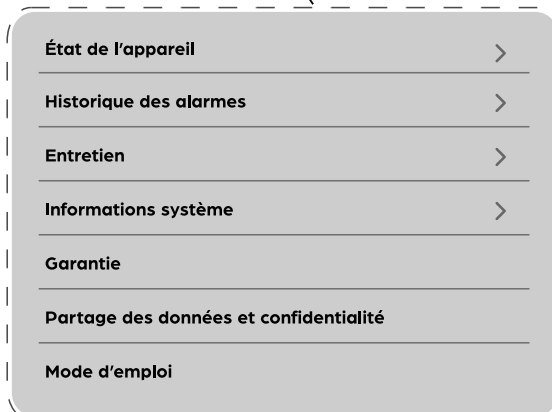 État de l’appareil
Historique des alarmes
Entretien
Informations système
Garantie
Partage des données et confidentialité
Mode d’emploi